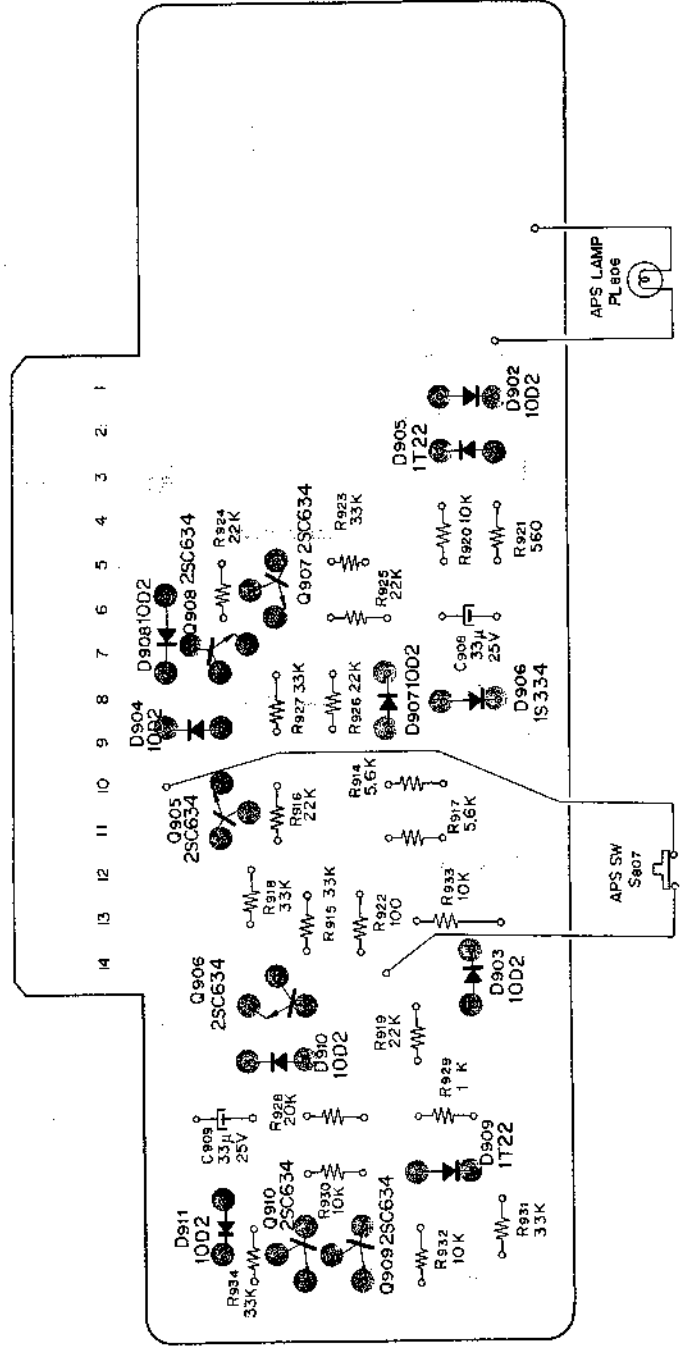 14 13 12 11 10 9 8 7 6 5 4 3 2 1
D911
10D2
R934
33K
C909
33μ
25V
Q910
2SC634
R930
10K
Q909 2SC634
R932
10K
R931
33K
D909
1T22
R928
20K
R929
1K
D910
10D2
Q906
2SC634
R919
22K
D903
10D2
R918
33K
R915 33K
R922
100
R933
10K
Q905
2SC634
R916
22K
R914
5.6K
R917
5.6K
D904
10D2
D908 10D2
Q908 2SC634
R924
22K
Q907 2SC634
R923
33K
R925
22K
R927 33K
R926 22K
D907 10D2
D906
1S334
C908
33μ
25V
R920 10K
R921
560
D905
1T22
D902
10D2
APS SW
S807
APS LAMP
PL806